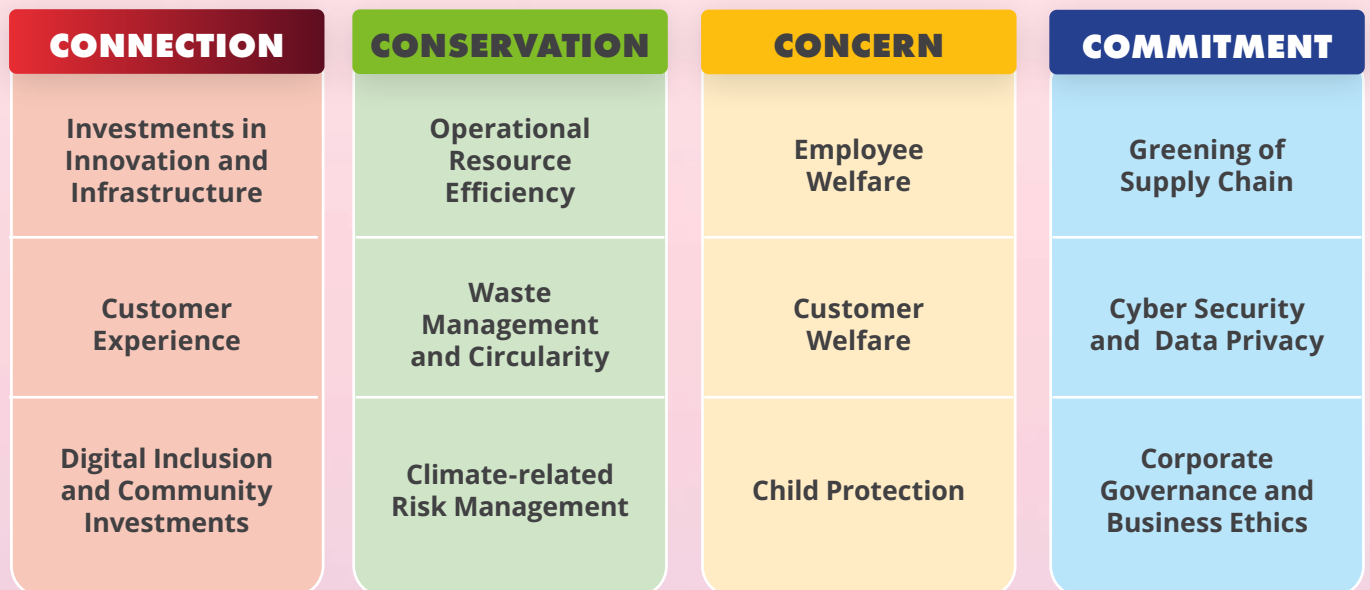 CONNECTION
Investments in
Innovation and
Infrastructure
Customer
Experience
Digital Inclusion
and Community
Investments
CONSERVATION
Operational
Resource
Efficiency
Waste
Management
and Circularity
Climate-related
Risk Management
CONCERN
Employee
Welfare
Customer
Welfare
Child Protection
COMMITMENT
Greening of
Supply Chain
Cyber Security
and  Data Privacy
Corporate
Governance and
Business Ethics